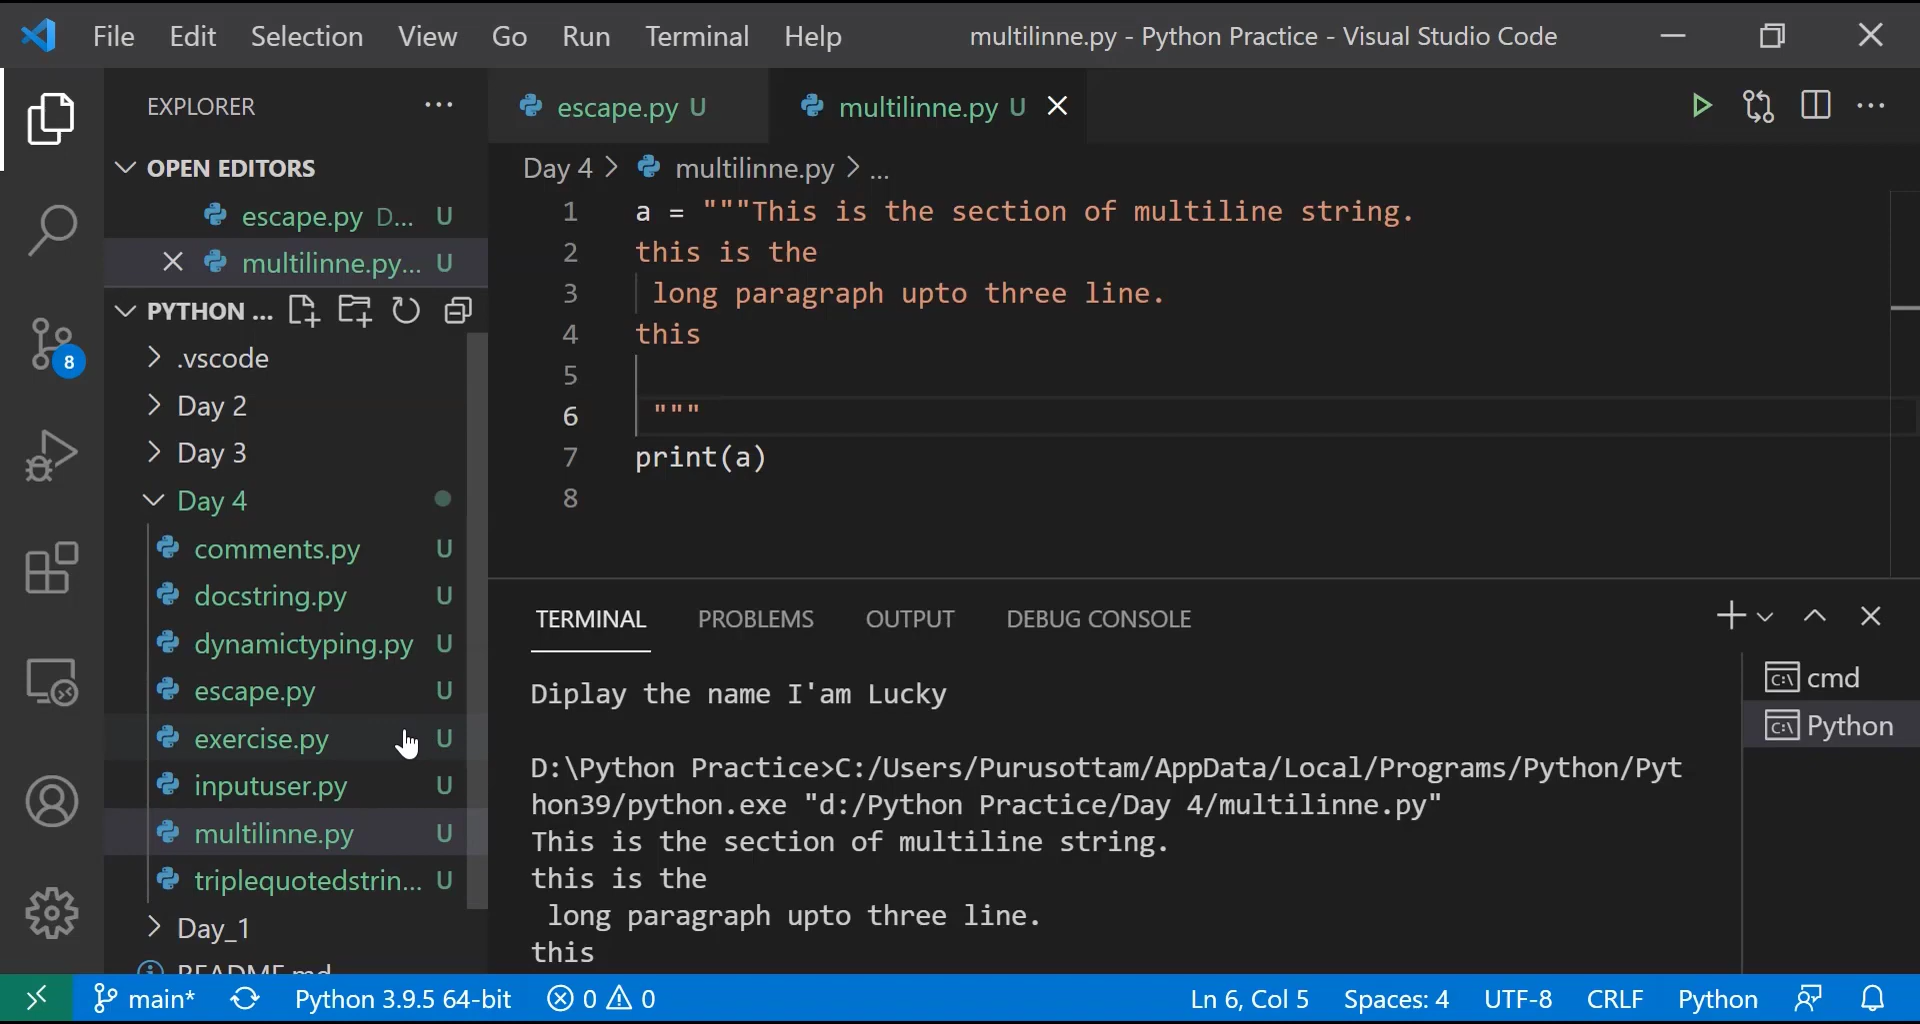 File Edit Selection View Go Run Terminal Help multilinne.py - Python Practice - Visual Studio Code
EXPLORER ...
escape.py U multilinne.py U
OPEN EDITORS
Day 4 > multilinne.py > ...
escape.py D... U
multilinne.py... U
PYTHON ...
.vscode
Day 2
Day 3
Day 4
comments.py U
docstring.py U
dynamictyping.py U
escape.py U
exercise.py U
inputuser.py U
multilinne.py U
triplequotedstrin... U
Day_1
README.md
8
1 a = """This is the section of multiline string.
2 this is the
3 long paragraph upto three line.
4 this
5
6 """
7 print(a)
8
TERMINAL PROBLEMS OUTPUT DEBUG CONSOLE
Diplay the name I'am Lucky
D:\Python Practice>C:/Users/Purusottam/AppData/Local/Programs/Python/Pyt
hon39/python.exe "d:/Python Practice/Day 4/multilinne.py"
This is the section of multiline string.
this is the
long paragraph upto three line.
this
cmd
Python
main* Python 3.9.5 64-bit 0 0 Ln 6, Col 5 Spaces: 4 UTF-8 CRLF Python